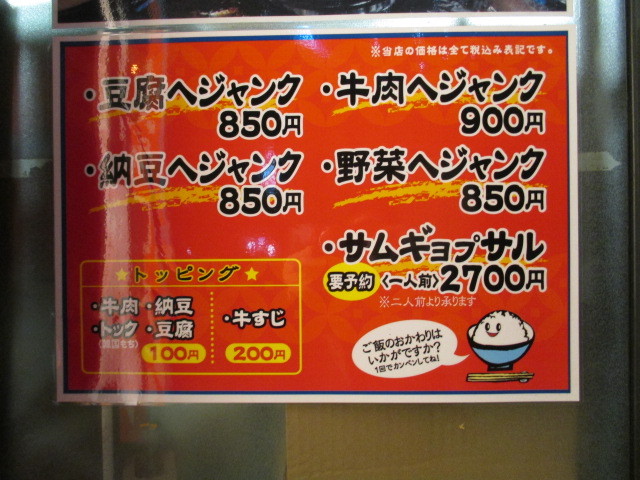 ※当店の価格は全て税込み表記です。
・豆腐ヘジャンク
850円
・牛肉ヘジャンク
900円
・納豆ヘジャンク
850円
・野菜ヘジャンク
850円
・サムギョプサル
要予約 〈一人前〉2700円
※二人前より承ります
★トッピング★
・牛肉・納豆
・トック・豆腐
(韓国もち)
100円
・牛すじ
200円
ご飯のおかわりは
いかがですか?
1回でカンベンしてね!